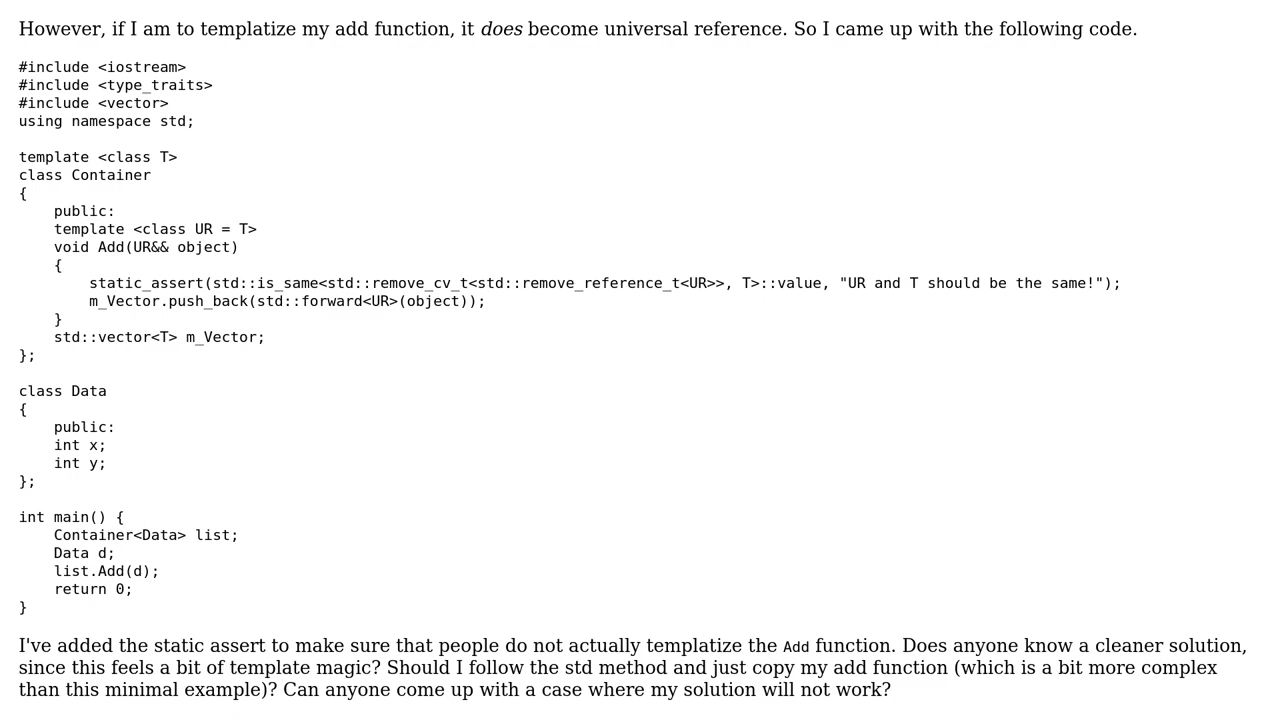 However, if I am to templatize my add function, it does become universal reference. So I came up with the following code.
#include <iostream>
#include <type_traits>
#include <vector>
using namespace std;
template <class T>
class Container
{
    public:
    template <class UR = T>
    void Add(UR&& object)
    {
        static_assert(std::is_same<std::remove_cv_t<std::remove_reference_t<UR>>, T>::value, "UR and T should be the same!");
        m_Vector.push_back(std::forward<UR>(object));
    }
    std::vector<T> m_Vector;
};
class Data
{
    public:
    int x;
    int y;
};
int main() {
    Container<Data> list;
    Data d;
    list.Add(d);
    return 0;
}
I've added the static assert to make sure that people do not actually templatize the Add function. Does anyone know a cleaner solution,
since this feels a bit of template magic? Should I follow the std method and just copy my add function (which is a bit more complex
than this minimal example)? Can anyone come up with a case where my solution will not work?